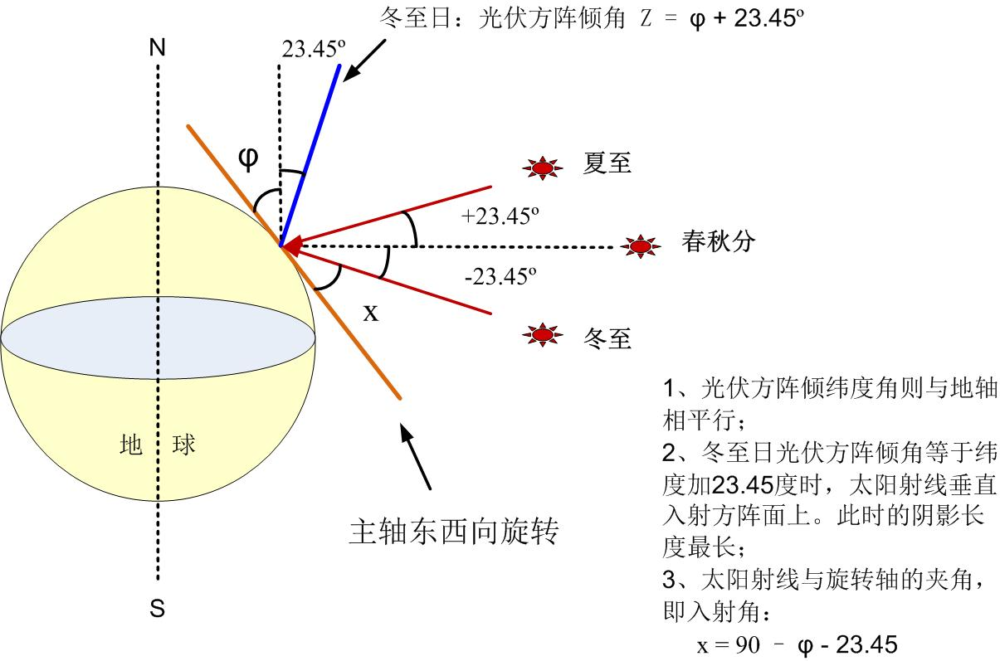 冬至日：光伏方阵倾角 Z = φ + 23.45º
N
23.45º
φ
夏至
+23.45º
春秋分
-23.45º
x
冬至
地 球
主轴东西向旋转
S
1、光伏方阵倾纬度角则与地轴
相平行；
2、冬至日光伏方阵倾角等于纬
度加23.45度时，太阳射线垂直
入射方阵面上。此时的阴影长
度最长；
3、太阳射线与旋转轴的夹角，
即入射角：
x = 90 - φ - 23.45